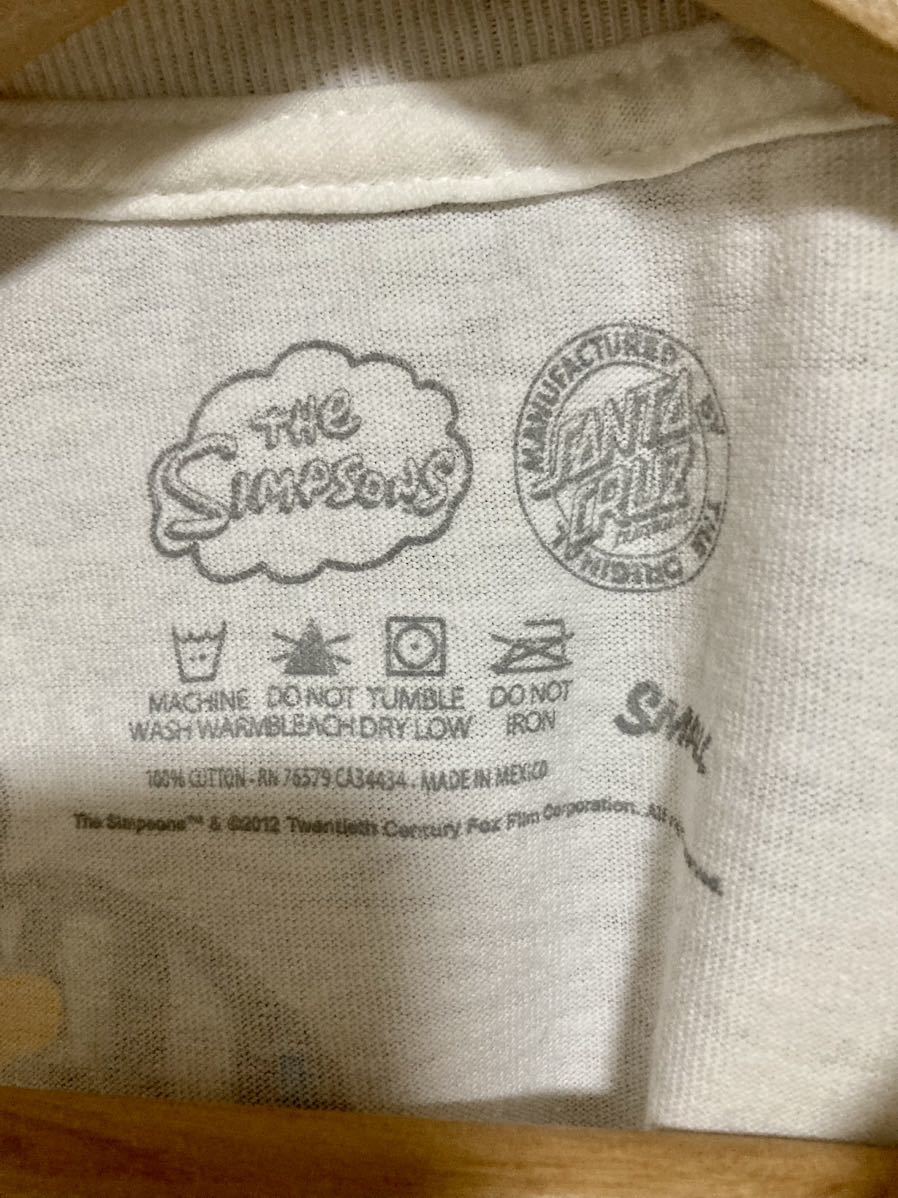 THE
SIMPSONS
MANUFACTURED BY THE ORIGINAL
SANTA
CRUZ
MACHINE
WASH WARM
DO NOT
BLEACH
TUMBLE
DRY LOW
DO NOT
IRON
SMALL
100% COTTON - RN 76579 CA34434 - MADE IN MEXICO
The Simpsons™ & ©2012 Twentieth Century Fox Film Corporation. All